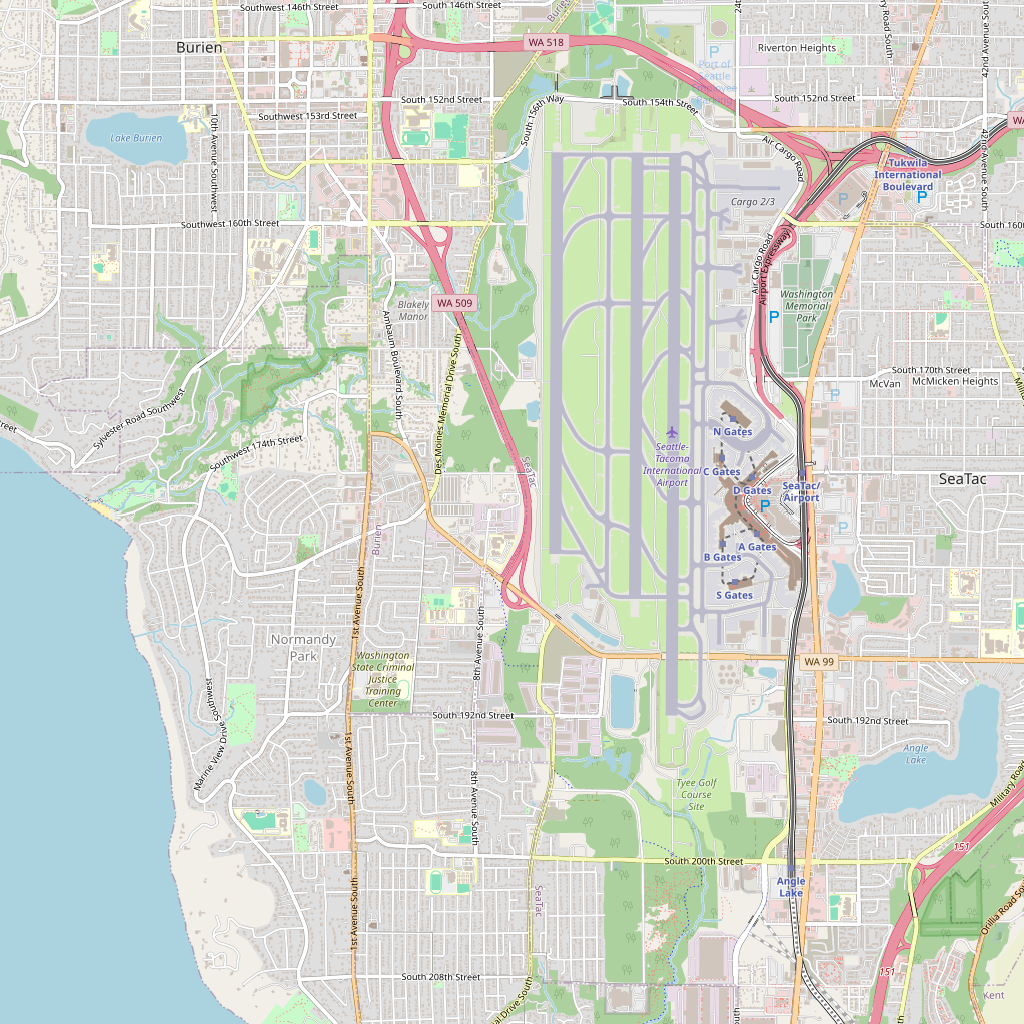 Southwest 146th Street
South 146th Street
Burien
WA 518
Riverton Heights
Port of
Seattle
Employee
P
42nd Avenue South
South 152nd Street
South 154th Street
South 152nd Street
South 156th Way
Southwest 153rd Street
Lake Burien
10th Avenue Southwest
Air Cargo Road
Tukwila
International
Boulevard
P
P
42nd Avenue South
Cargo 2/3
Southwest 160th Street
Air Cargo Road
Airport Expressway
Blakely
Manor
WA 509
Washington
Memorial
Park
P
Ambaum Boulevard South
Des Moines Memorial Drive South
South 170th Street
McVan
McMicken Heights
P
Sylvester Road Southwest
Southwest 174th Street
N Gates
Seattle-
Tacoma
International
Airport
C Gates
D Gates
SeaTac/
Airport
SeaTac
SeaTac
P
P
A Gates
B Gates
S Gates
Burien
1st Avenue South
8th Avenue South
Normandy
Park
Washington
State Criminal
Justice
Training
Center
WA 99
South 192nd Street
South 192nd Street
Marine View Drive Southwest
1st Avenue South
8th Avenue South
Angle
Lake
Tyee Golf
Course
Site
Military Road
151
South 200th Street
Angle
Lake
1st Avenue South
SeaTac
Orillia Road
151
South 208th Street
Kent